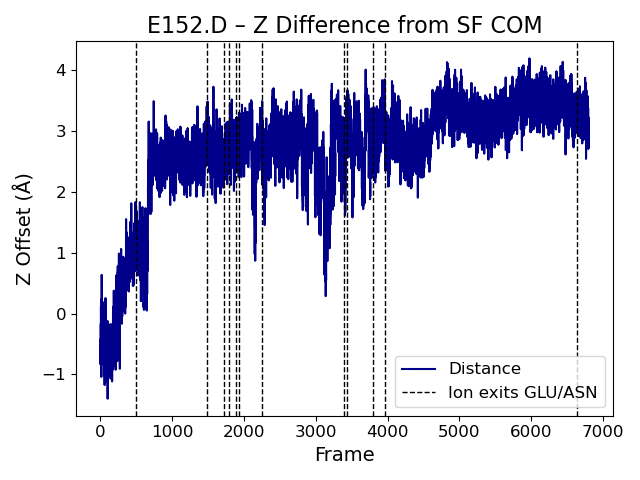 E152.D – Z Difference from SF COM
Z Offset (Å)
4
3
2
1
0
−1
0
1000
2000
3000
4000
5000
6000
7000
Frame
Distance
Ion exits GLU/ASN